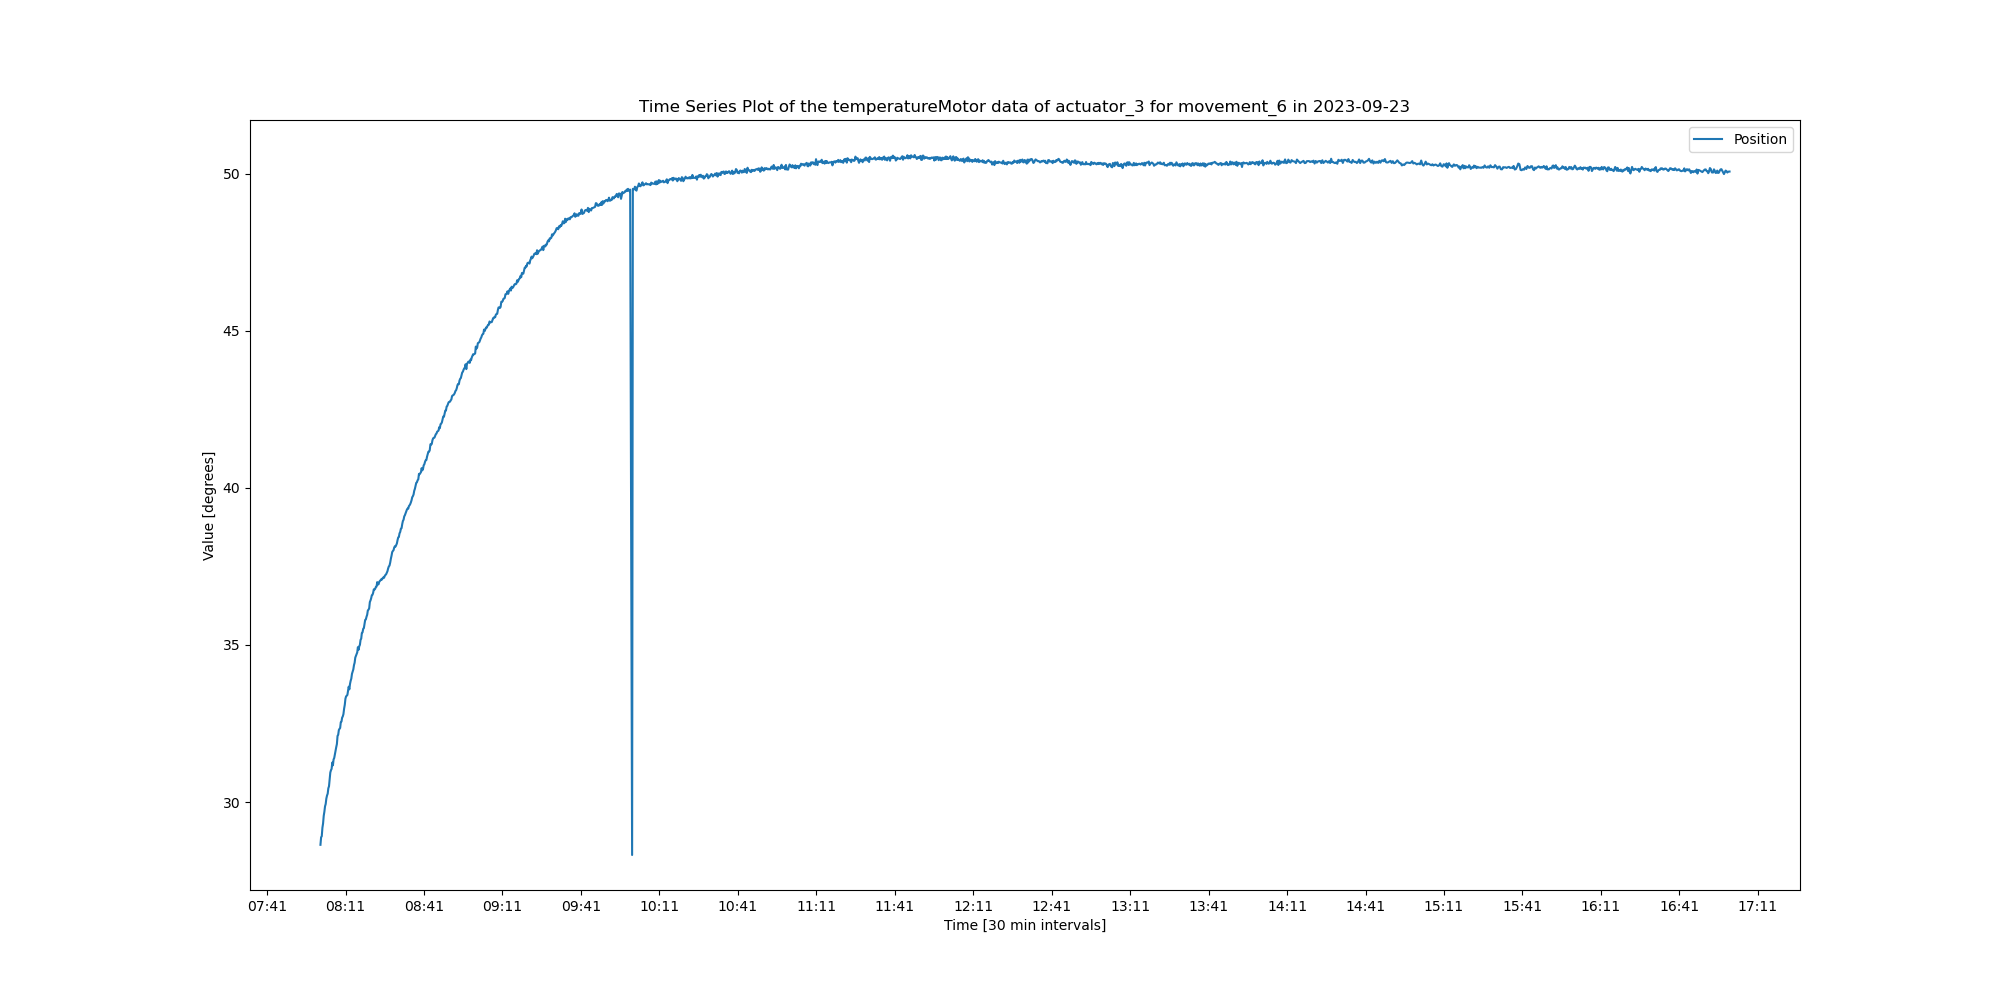 Time Series Plot of the temperatureMotor data of actuator_3 for movement_6 in 2023-09-23
Position
50
45
40
35
30
Value [degrees]
07:41 08:11 08:41 09:11 09:41 10:11 10:41 11:11 11:41 12:11 12:41 13:11 13:41 14:11 14:41 15:11 15:41 16:11 16:41 17:11
Time [30 min intervals]